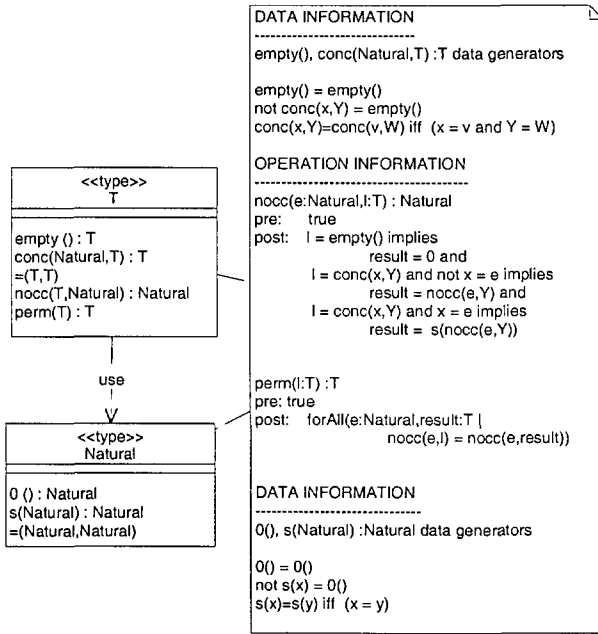 <<type>>
T
empty () : T
conc(Natural,T) : T
=(T,T)
nocc(T,Natural) : Natural
perm(T) : T
use
<<type>>
Natural
0 () : Natural
s(Natural) : Natural
=(Natural,Natural)
DATA INFORMATION
------------------------------
empty(), conc(Natural,T) :T data generators
empty() = empty()
not conc(x,Y) = empty()
conc(x,Y)=conc(v,W) iff (x = v and Y = W)
OPERATION INFORMATION
----------------------------------------
nocc(e:Natural,l:T) : Natural
pre: true
post: l = empty() implies
result = 0 and
l = conc(x,Y) and not x = e implies
result = nocc(e,Y) and
l = conc(x,Y) and x = e implies
result = s(nocc(e,Y))
perm(l:T) :T
pre: true
post: forAll(e:Natural,result:T |
nocc(e,l) = nocc(e,result))
DATA INFORMATION
-------------------------------
0(), s(Natural) :Natural data generators
0() = 0()
not s(x) = 0()
s(x)=s(y) iff (x = y)